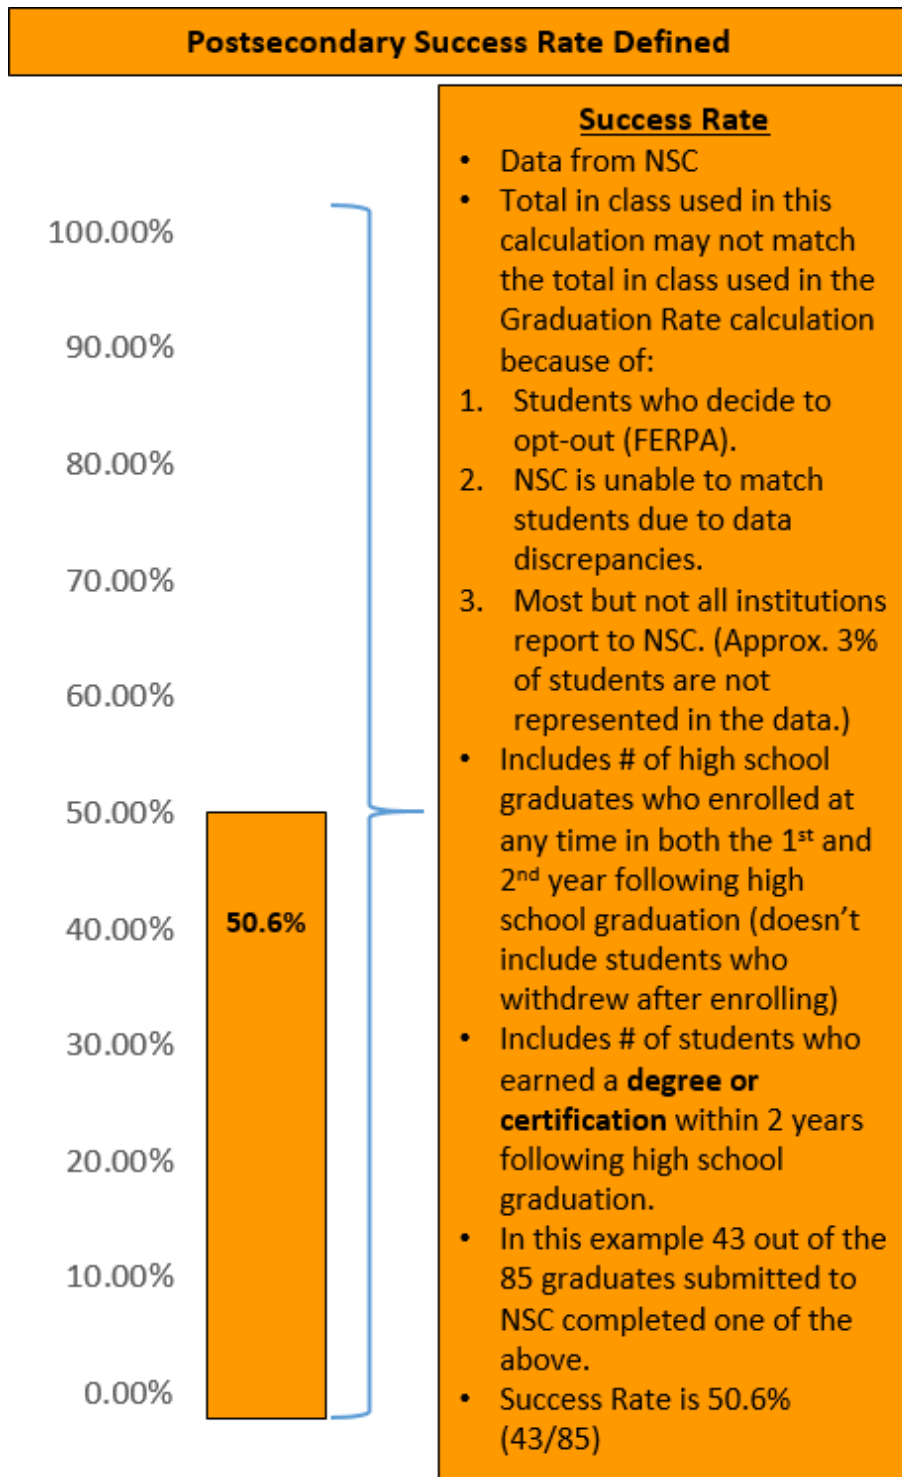 Postsecondary Success Rate Defined
100.00%
90.00%
80.00%
70.00%
60.00%
50.00%
40.00%
30.00%
20.00%
10.00%
0.00%
50.6%
Success Rate
• Data from NSC
• Total in class used in this
calculation may not match
the total in class used in the
Graduation Rate calculation
because of:
1. Students who decide to
opt-out (FERPA).
2. NSC is unable to match
students due to data
discrepancies.
3. Most but not all institutions
report to NSC. (Approx. 3%
of students are not
represented in the data.)
• Includes # of high school
graduates who enrolled at
any time in both the 1st and
2nd year following high
school graduation (doesn’t
include students who
withdrew after enrolling)
• Includes # of students who
earned a degree or
certification within 2 years
following high school
graduation.
• In this example 43 out of the
85 graduates submitted to
NSC completed one of the
above.
• Success Rate is 50.6%
(43/85)